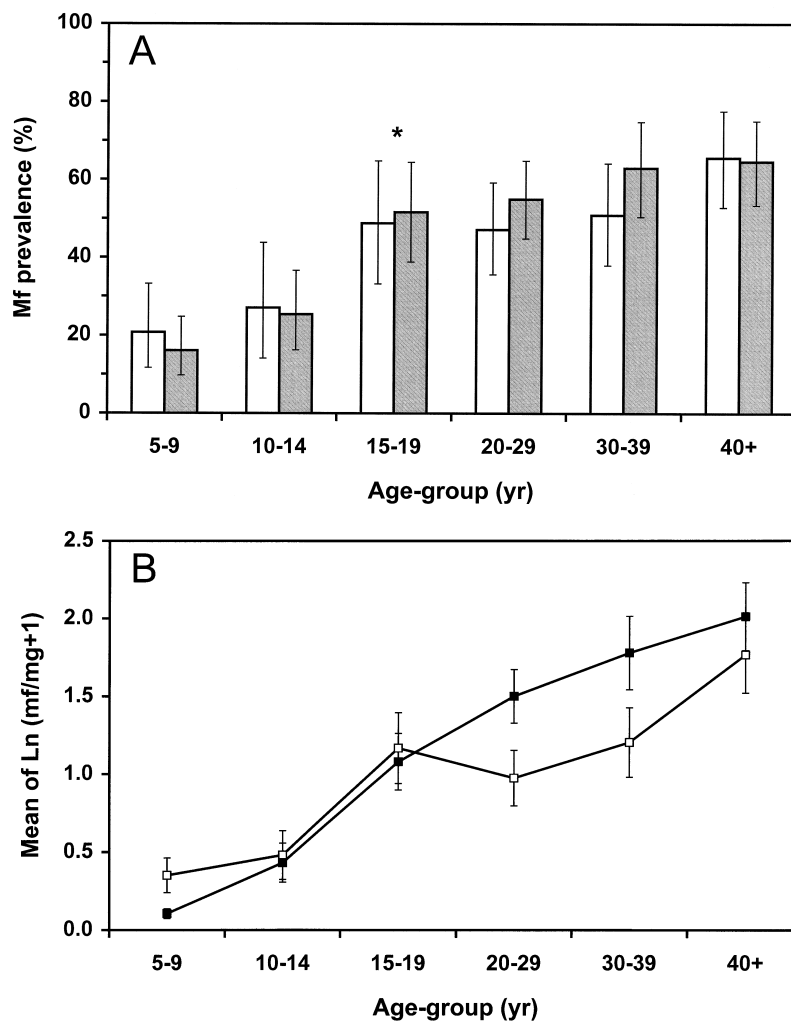 A
Mf prevalence (%)
100
80
60
40
20
0
*
5-9 10-14 15-19 20-29 30-39 40+
Age-group (yr)
B
Mean of Ln (mf/mg+1)
2.5
2.0
1.5
1.0
0.5
0.0
5-9 10-14 15-19 20-29 30-39 40+
Age-group (yr)